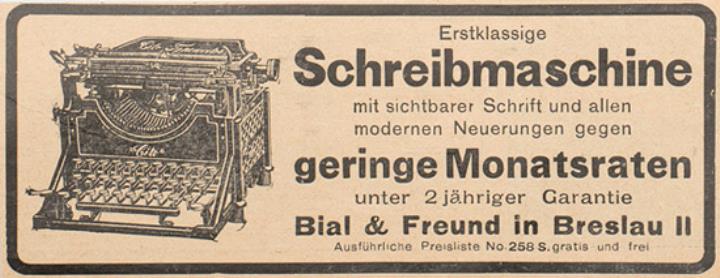 Erstklassige
Schreibmaschine
mit sichtbarer Schrift und allen
modernen Neuerungen gegen
geringe Monatsraten
unter 2 jähriger Garantie
Bial & Freund in Breslau II
Ausführliche Preisliste No. 258 S. gratis und frei